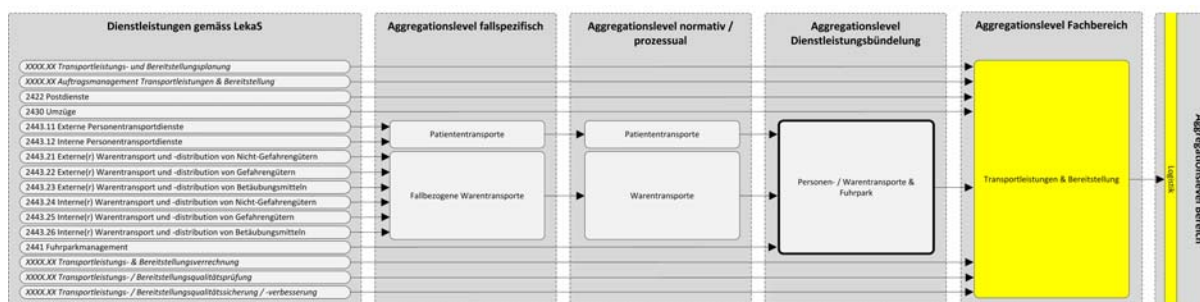 Dienstleistungen gemäss LekaS
Aggregationslevel fallspezifisch
Aggregationslevel normativ /
prozessual
Aggregationslevel
Dienstleistungsbündelung
Aggregationslevel Fachbereich
XXXX.XX Transportleistungs- und Bereitstellungsplanung
XXXX.XX Auftragsmanagement Transportleistungen & Bereitstellung
2422 Postdienste
2430 Umzüge
2443.11 Externe Personentransportdienste
2443.12 Interne Personentransportdienste
2443.21 Externe(r) Warentransport und -distribution von Nicht-Gefahrengütern
2443.22 Externe(r) Warentransport und -distribution von Gefahrengütern
2443.23 Externe(r) Warentransport und -distribution von Betäubungsmitteln
2443.24 Interne(r) Warentransport und -distribution von Nicht-Gefahrengütern
2443.25 Interne(r) Warentransport und -distribution von Gefahrengütern
2443.26 Interne(r) Warentransport und -distribution von Betäubungsmitteln
2441 Fuhrparkmanagement
XXXX.XX Transportleistungs- & Bereitstellungsverrechnung
XXXX.XX Transportleistungs- / Bereitstellungsqualitätsprüfung
XXXX.XX Transportleistungs- / Bereitstellungsqualitätssicherung / -verbesserung
Patiententransporte
Fallbezogene Warentransporte
Patiententransporte
Warentransporte
Personen- / Warentransporte &
Fuhrpark
Transportleistungen & Bereitstellung
Logistik
Aggregationslevel Bereich